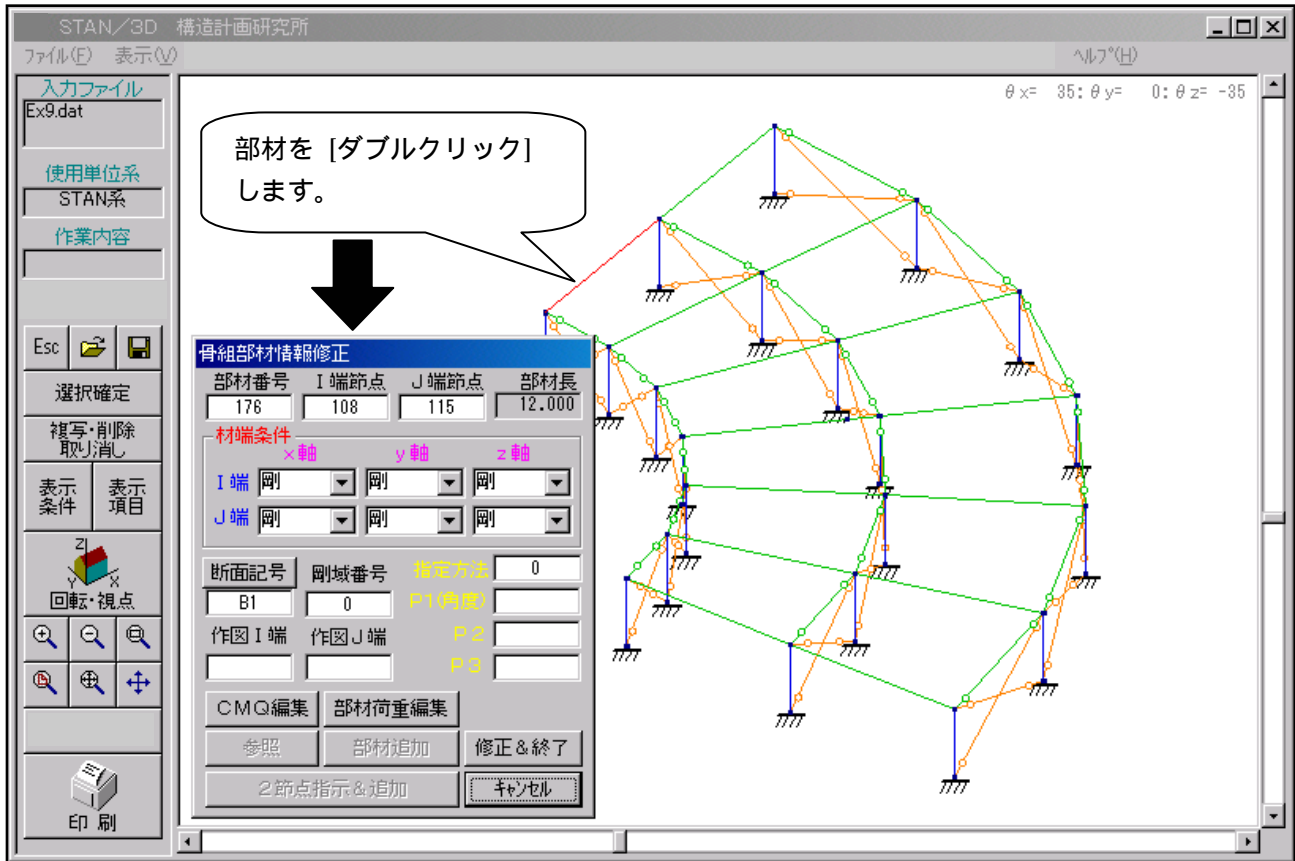 STAN／3D 構造計画研究所
ﾌｧｲﾙ(F) 表示(V) ﾍﾙﾌﾟ(H)
入力ファイル
Ex9.dat
使用単位系
STAN系
作業内容
Esc
選択確定
複写・削除
取り消し
表示
条件
表示
項目
Z
Y X
回転・視点
印 刷
θx= 35:θy= 0:θz= -35
部材を [ダブルクリック]
します。
骨組部材情報修正
部材番号 Ｉ端節点 Ｊ端節点 部材長
176 108 115 12.000
材端条件
ｘ軸 ｙ軸 ｚ軸
Ｉ端 剛 剛 剛
Ｊ端 剛 剛 剛
断面記号 剛域番号 指定方法 0
B1 0 P1(角度)
作図Ｉ端 作図Ｊ端 Ｐ２
Ｐ３
ＣＭＱ編集 部材荷重編集
参照 部材追加 修正＆終了
２節点指示＆追加 ｷｬﾝｾﾙ